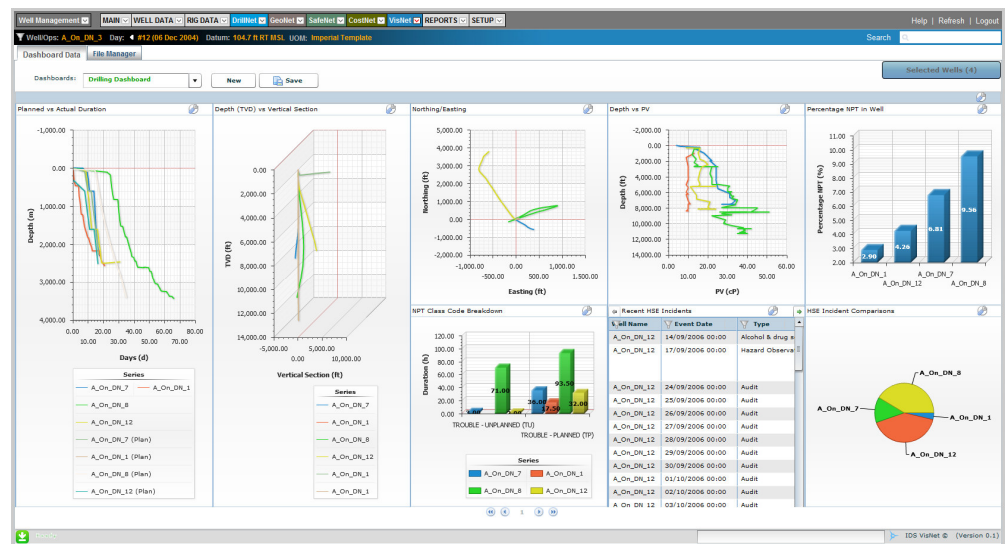 Well Management MAIN WELL DATA RIG DATA DrillNet GeoNet SafeNet CostNet VisNet REPORTS SETUP Help | Refresh | Logout
Well/Ops: A_On_DN_3 Day: #12 (06 Dec 2004) Datum: 104.7 ft RT MSL UOM: Imperial Template Search
Dashboard Data File Manager
Dashboards: Drilling Dashboard New Save Selected Wells (4)
Planned vs Actual Duration
-1,000.00
0.00
1,000.00
2,000.00
3,000.00
4,000.00
Depth (m)
0.00 10.00 20.00 30.00 40.00 50.00 60.00 70.00 80.00
Days (d)
Series
A_On_DN_7 A_On_DN_1
A_On_DN_8
A_On_DN_12
A_On_DN_7 (Plan)
A_On_DN_1 (Plan)
A_On_DN_8 (Plan)
A_On_DN_12 (Plan)
Depth (TVD) vs Vertical Section
0.00
2,000.00
4,000.00
6,000.00
8,000.00
10,000.00
12,000.00
14,000.00
TVD (ft)
-5,000.00 0.00 5,000.00 10,000.00
Vertical Section (ft)
Series
A_On_DN_7
A_On_DN_1
A_On_DN_8
A_On_DN_12
A_On_DN_1
Northing/Easting
5,000.00
4,000.00
3,000.00
2,000.00
1,000.00
0.00
-1,000.00
-2,000.00
Northing (ft)
-1,000.00 -500.00 0.00 500.00 1,000.00 1,500.00
Easting (ft)
Depth vs PV
-2,000.00
0.00
2,000.00
4,000.00
6,000.00
8,000.00
10,000.00
12,000.00
14,000.00
Depth (ft)
0.00 10.00 20.00 30.00 40.00 50.00 60.00
PV (cP)
Percentage NPT in Well
11.00
10.00
9.00
8.00
7.00
6.00
5.00
4.00
3.00
2.00
Percentage NPT (%)
2.90 4.26 6.81 9.56
A_On_DN_1 A_On_DN_12 A_On_DN_7 A_On_DN_8
NPT Class Code Breakdown
120.00
100.00
80.00
60.00
40.00
20.00
0.00
Duration (h)
71.00 36.00 17.50 93.50 32.00
TROUBLE - UNPLANNED (TU)
TROUBLE - PLANNED (TP)
Series
A_On_DN_7 A_On_DN_1
A_On_DN_8 A_On_DN_12
1
Recent HSE Incidents
Well Name Event Date Type
A_On_DN_12 14/09/2006 00:00 Alcohol & drug s
A_On_DN_12 17/09/2006 00:00 Hazard Observa
A_On_DN_12 24/09/2006 00:00 Audit
A_On_DN_12 25/09/2006 00:00 Audit
A_On_DN_12 26/09/2006 00:00 Audit
A_On_DN_12 27/09/2006 00:00 Audit
A_On_DN_12 28/09/2006 00:00 Audit
A_On_DN_12 29/09/2006 00:00 Audit
A_On_DN_12 30/09/2006 00:00 Audit
A_On_DN_12 01/10/2006 00:00 Audit
A_On_DN_12 02/10/2006 00:00 Audit
A_On_DN_12 03/10/2006 00:00 Audit
HSE Incident Comparisons
A_On_DN_8
A_On_DN_7
A_On_DN_1
A_On_DN_12
IDS VisNet © (Version 0.1)